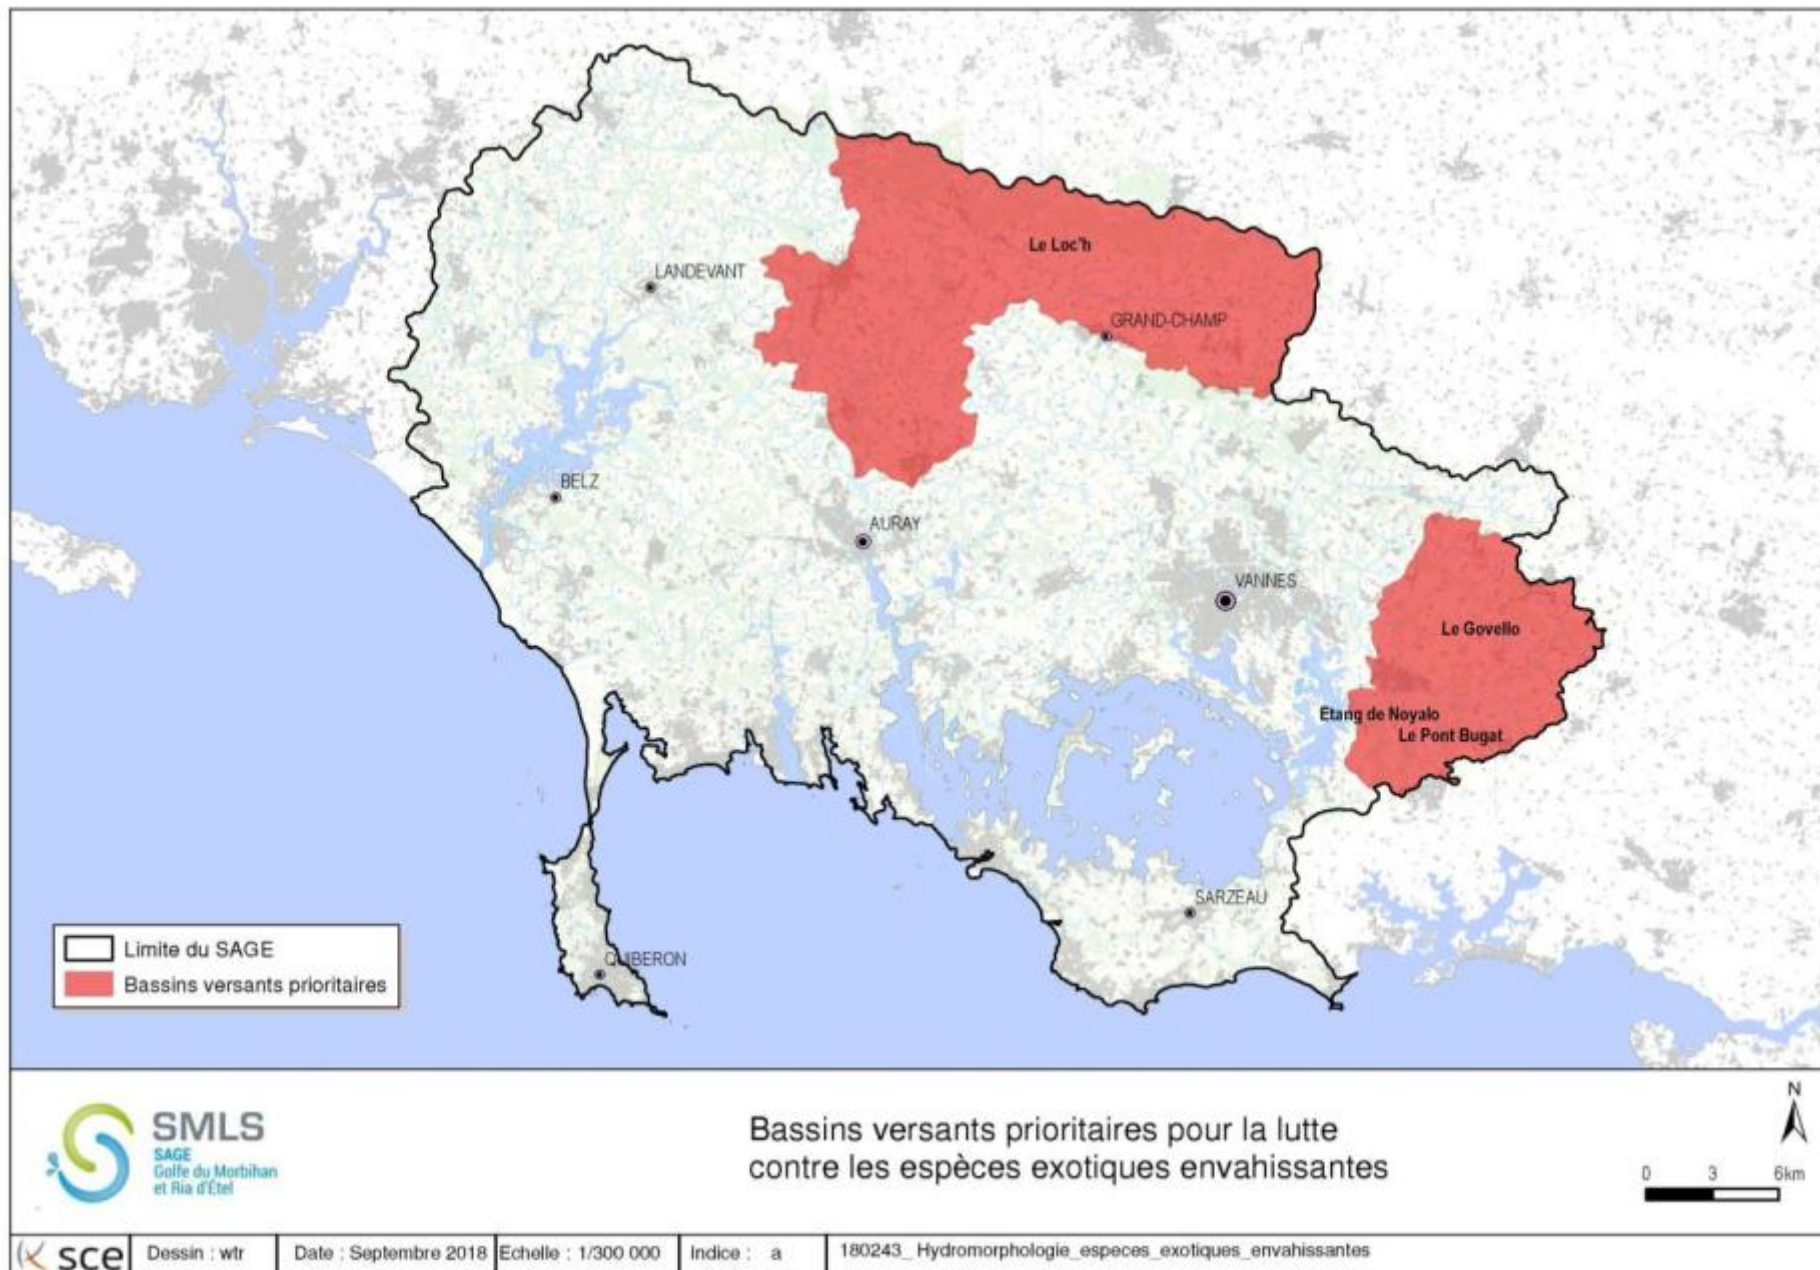 Le Loc'h
LANDEVANT
GRAND-CHAMP
BELZ
AURAY
VANNES
Le Govello
Etang de Noyalo
Le Pont Bugat
SARZEAU
QUIBERON
Limite du SAGE
Bassins versants prioritaires
SMLS
SAGE
Golfe du Morbihan
et Ria d'Étel
Bassins versants prioritaires pour la lutte
contre les espèces exotiques envahissantes
N
0 3 6km
sce
Dessin : wtr
Date : Septembre 2018
Echelle : 1/300 000
Indice : a
180243_ Hydromorphologie_especes_exotiques_envahissantes